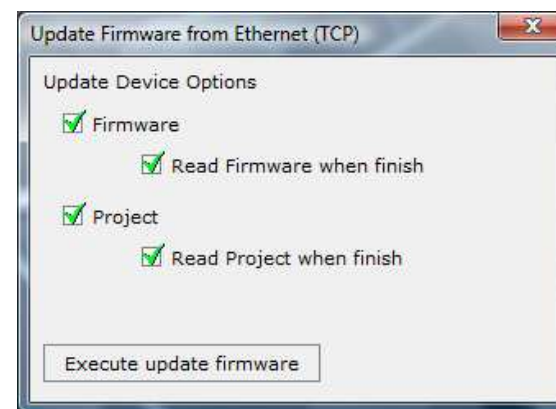 Update Firmware from Ethernet (TCP)
Update Device Options
Firmware
Read Firmware when finish
Project
Read Project when finish
Execute update firmware